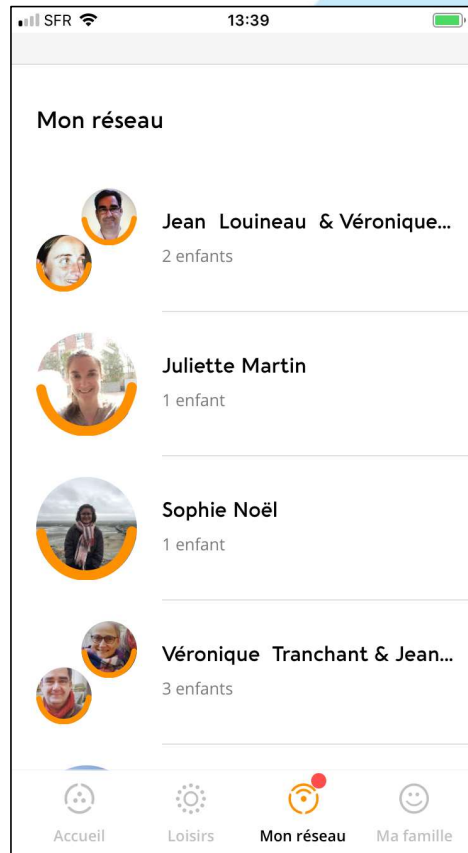 SFR 13:39
Mon réseau
Jean Louineau & Véronique...
2 enfants
Juliette Martin
1 enfant
Sophie Noël
1 enfant
Véronique Tranchant & Jean...
3 enfants
Accueil Loisirs Mon réseau Ma famille